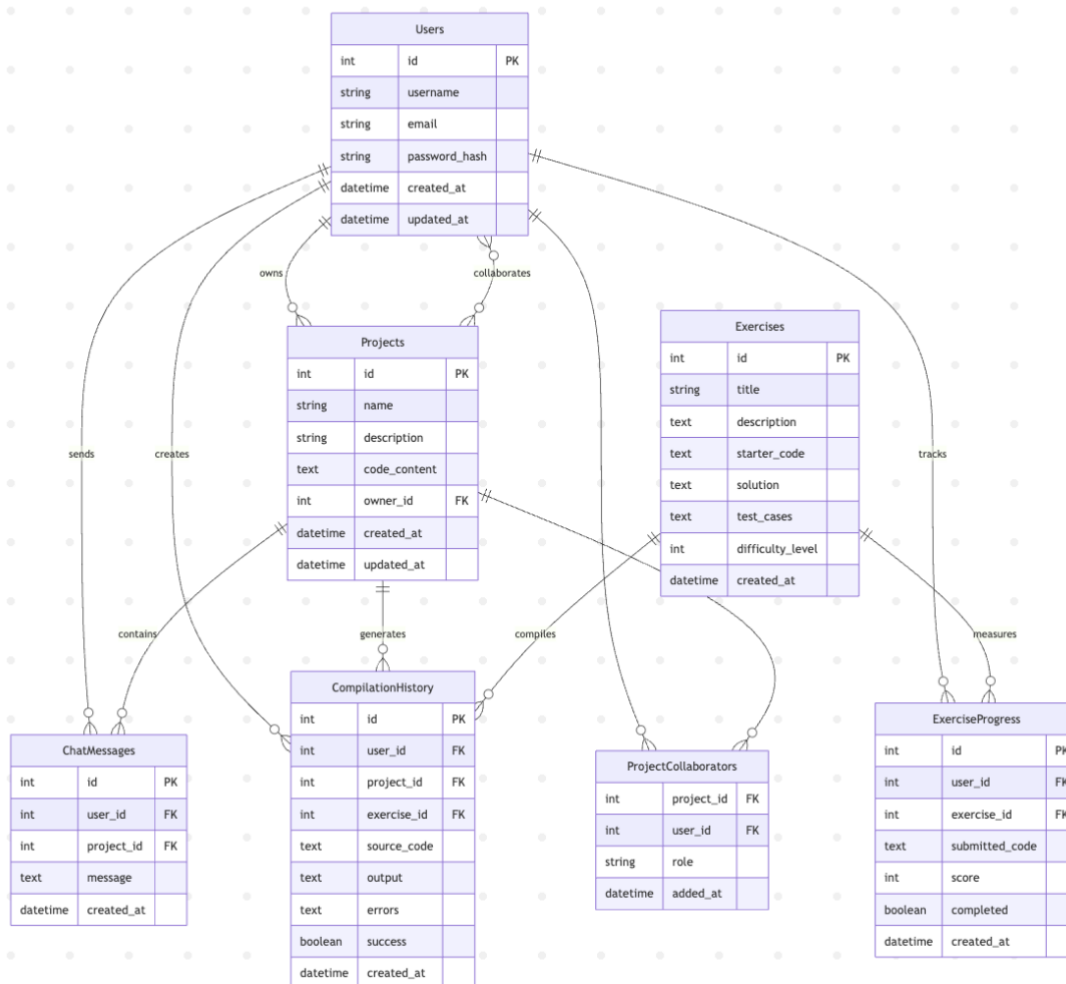 Users
int id PK
string username
string email
string password_hash
datetime created_at
datetime updated_at
owns
collaborates
Projects
int id PK
string name
string description
text code_content
int owner_id FK
datetime created_at
datetime updated_at
Exercises
int id PK
string title
text description
text starter_code
text solution
text test_cases
int difficulty_level
datetime created_at
sends
creates
tracks
contains
generates
compiles
measures
ChatMessages
int id PK
int user_id FK
int project_id FK
text message
datetime created_at
CompilationHistory
int id PK
int user_id FK
int project_id FK
int exercise_id FK
text source_code
text output
text errors
boolean success
datetime created_at
ProjectCollaborators
int project_id FK
int user_id FK
string role
datetime added_at
ExerciseProgress
int id PK
int user_id FK
int exercise_id FK
text submitted_code
int score
boolean completed
datetime created_at